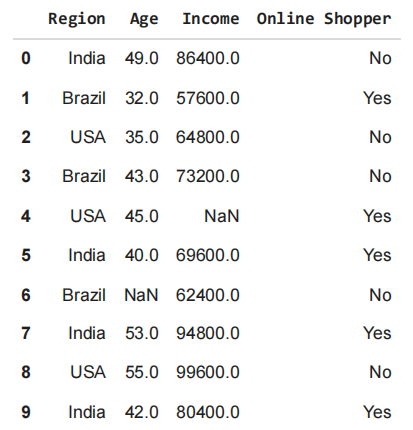 Region Age Income Online Shopper
0 India 49.0 86400.0 No
1 Brazil 32.0 57600.0 Yes
2 USA 35.0 64800.0 No
3 Brazil 43.0 73200.0 No
4 USA 45.0 NaN Yes
5 India 40.0 69600.0 Yes
6 Brazil NaN 62400.0 No
7 India 53.0 94800.0 Yes
8 USA 55.0 99600.0 No
9 India 42.0 80400.0 Yes